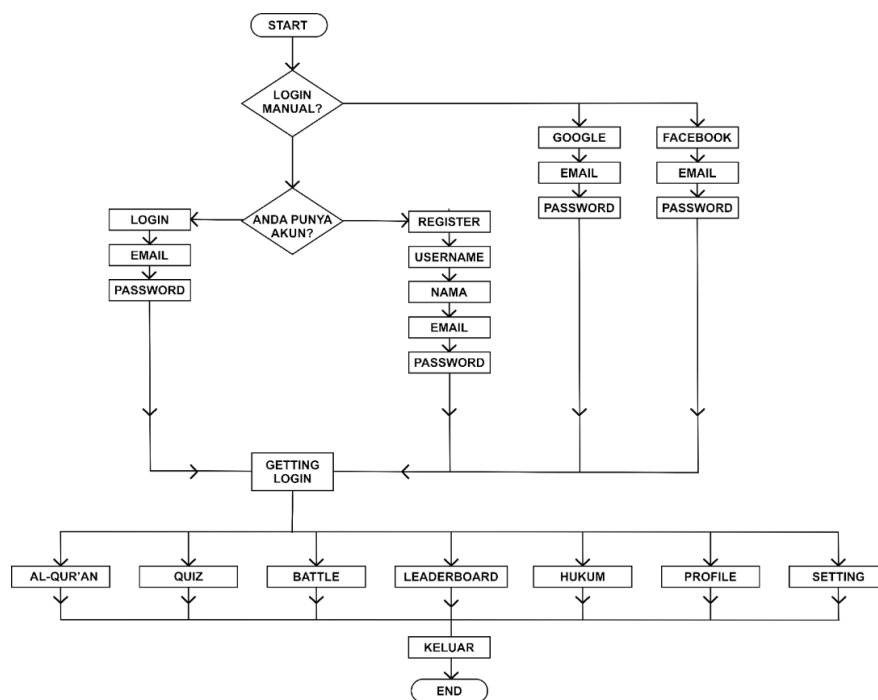 START
LOGIN
MANUAL?
GOOGLE
FACEBOOK
EMAIL
EMAIL
PASSWORD
PASSWORD
LOGIN
ANDA PUNYA
AKUN?
REGISTER
EMAIL
USERNAME
PASSWORD
NAMA
EMAIL
PASSWORD
GETTING
LOGIN
AL-QUR'AN
QUIZ
BATTLE
LEADERBOARD
HUKUM
PROFILE
SETTING
KELUAR
END